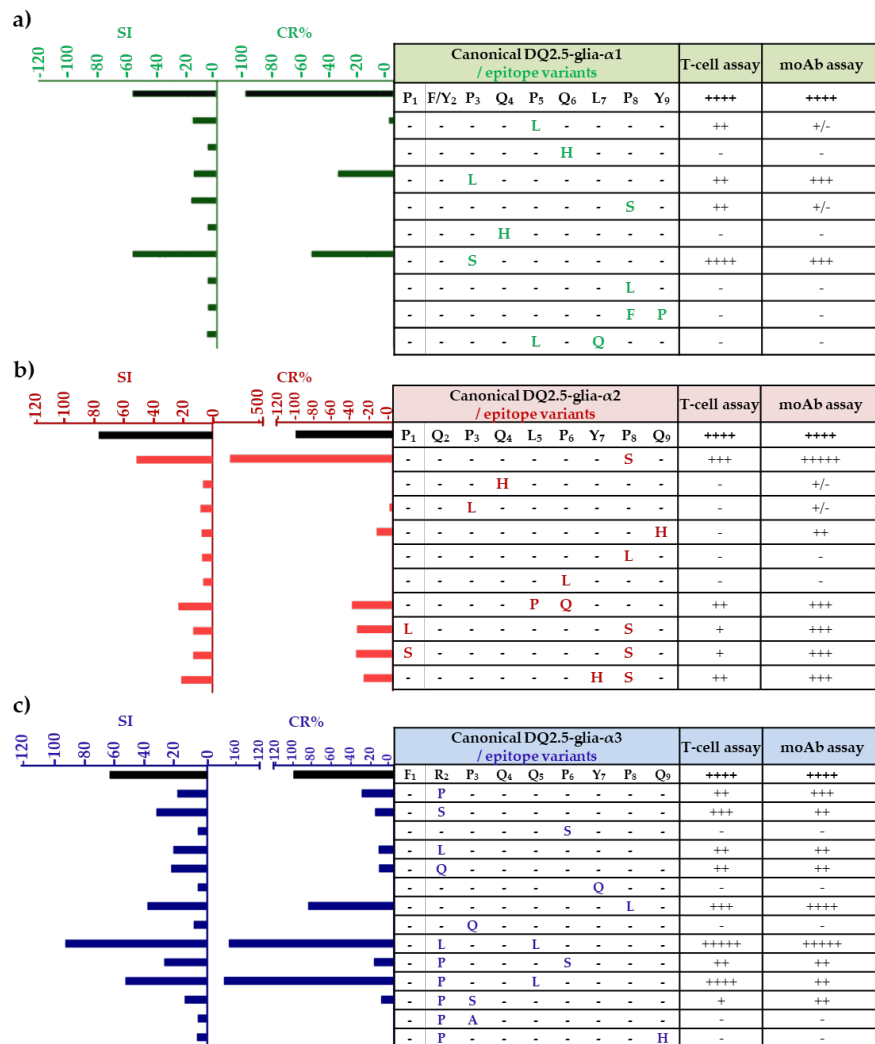 a)
SI CR%
-120 -100 -80 -60 -40 -20 -0 -100 -80 -60 -40 -20 -0
Canonical DQ2.5-glia-α1 T-cell assay moAb assay
/ epitope variants
P₁ F/Y₂ P₃ Q₄ P₅ Q₆ L₇ P₈ Y₉ ++++ ++++
- - - - L - - - - ++ +/-
- - - - - H - - - - -
- - L - - - - - - ++ +++
- - - - - - - S - ++ +/-
- - - H - - - - - - -
- - S - - - - - - ++++ +++
- - - - - - - L - - -
- - - - - - - F P - -
- - - - L - Q - - - -
b)
SI CR%
-120 -100 -80 -60 -40 -20 0 500 -120 -100 -80 -60 -40 -20 -0
Canonical DQ2.5-glia-α2 T-cell assay moAb assay
/ epitope variants
P₁ Q₂ P₃ Q₄ L₅ P₆ Y₇ P₈ Q₉ ++++ ++++
- - - - - - - S - +++ +++++
- - - H - - - - - - +/-
- - L - - - - - - - +/-
- - - - - - - - H - ++
- - - - - - - L - - -
- - - - - L - - - - -
- - - - P Q - - - ++ +++
L - - - - - - S - + +++
S - - - - - - S - + +++
- - - - - - H S - ++ +++
c)
SI CR%
-120 -100 -80 -60 -40 -20 0 -160 -120 -100 -80 -60 -40 -20 -0
Canonical DQ2.5-glia-α3 T-cell assay moAb assay
/ epitope variants
F₁ R₂ P₃ Q₄ Q₅ P₆ Y₇ P₈ Q₉ ++++ ++++
- P - - - - - - - ++ +++
- S - - - - - - - +++ ++
- - - - - S - - - - -
- L - - - - - - - ++ ++
- Q - - - - - - - ++ ++
- - - - - - Q - - - -
- - - - - - - L - +++ ++++
- - Q - - - - - - - -
- L - - L - - - - +++++ +++++
- P - - - S - - - ++ ++
- P - - L - - - - ++++ ++
- P S - - - - - - + ++
- P A - - - - - - - -
- P - - - - - - H - -